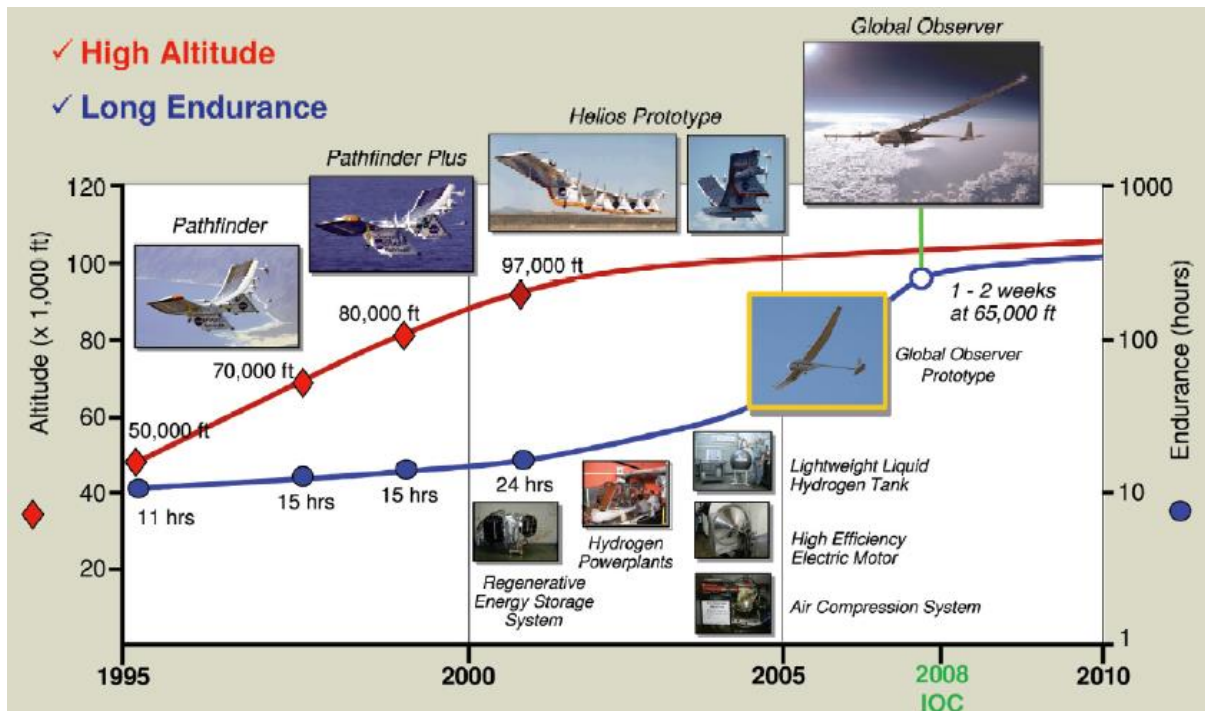 ✓ High Altitude
✓ Long Endurance
Global Observer
Helios Prototype
Pathfinder Plus
Pathfinder
120
100
80
60
40
20
Altitude (x 1,000 ft)
1000
100
10
1
Endurance (hours)
50,000 ft
70,000 ft
80,000 ft
97,000 ft
11 hrs
15 hrs
15 hrs
24 hrs
1 - 2 weeks
at 65,000 ft
Global Observer
Prototype
Regenerative
Energy Storage
System
Hydrogen
Powerplants
Lightweight Liquid
Hydrogen Tank
High Efficiency
Electric Motor
Air Compression System
1995
2000
2005
2008
IOC
2010